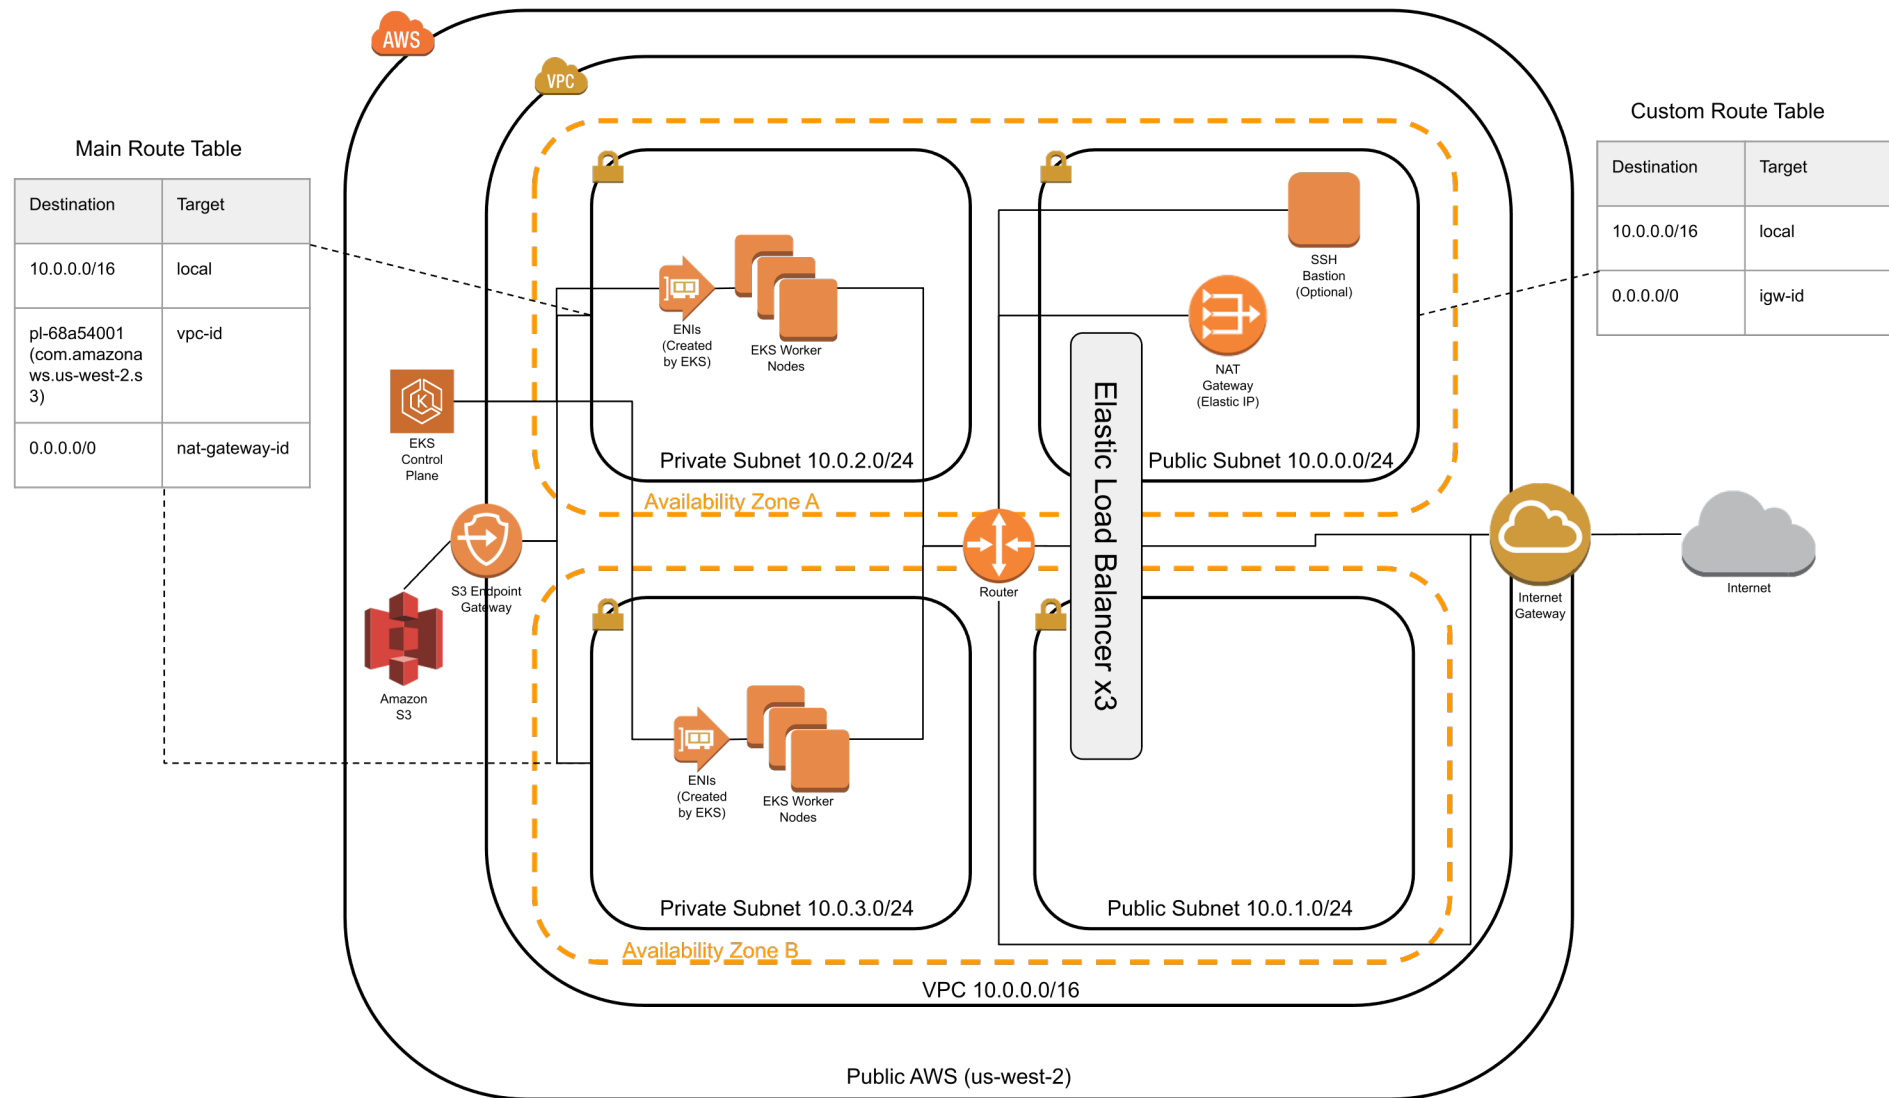 AWS
VPC
Main Route Table
Destination
Target
10.0.0.0/16
local
pl-68a54001
(com.amazona
ws.us-west-2.s
3)
vpc-id
0.0.0.0/0
nat-gateway-id
Custom Route Table
Destination
Target
10.0.0.0/16
local
0.0.0.0/0
igw-id
ENIs
(Created
by EKS)
EKS Worker
Nodes
Private Subnet 10.0.2.0/24
Availability Zone A
SSH
Bastion
(Optional)
NAT
Gateway
(Elastic IP)
Public Subnet 10.0.0.0/24
Elastic Load Balancer x3
EKS
Control
Plane
S3 Endpoint
Gateway
Amazon
S3
Router
Internet
Gateway
Internet
ENIs
(Created
by EKS)
EKS Worker
Nodes
Private Subnet 10.0.3.0/24
Public Subnet 10.0.1.0/24
Availability Zone B
VPC 10.0.0.0/16
Public AWS (us-west-2)